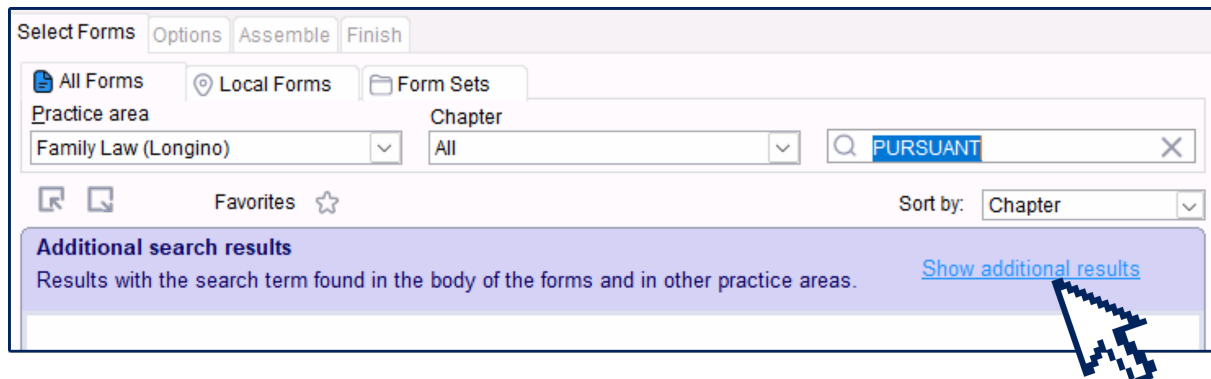 Select Forms Options Assemble Finish
All Forms Local Forms Form Sets
Practice area Chapter
Family Law (Longino) All PURSUANT
Favorites Sort by: Chapter
Additional search results
Results with the search term found in the body of the forms and in other practice areas. Show additional results